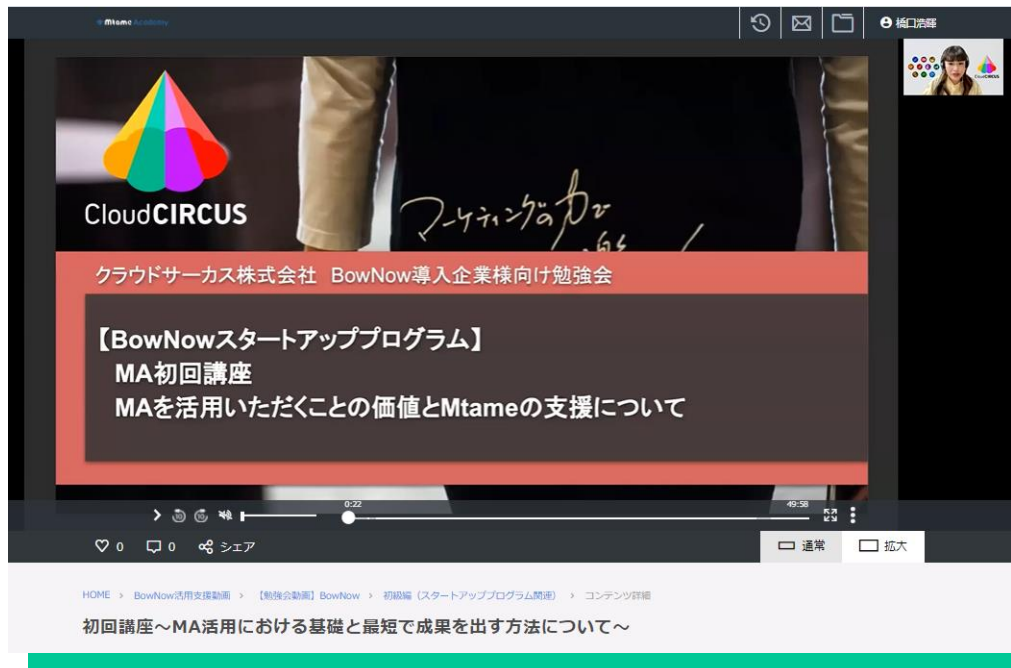 Mtame Academy
橋口浩暉
CloudCIRCUS
マーケティングの力で
クラウドサーカス株式会社 BowNow導入企業様向け勉強会
【BowNowスタートアッププログラム】
MA初回講座
MAを活用いただくことの価値とMtameの支援について
0:22
49:58
0
0
シェア
通常
拡大
HOME > BowNow活用支援動画 > 【勉強会動画】BowNow > 初級編（スタートアッププログラム関連） > コンテンツ詳細
初回講座～MA活用における基礎と最短で成果を出す方法について～